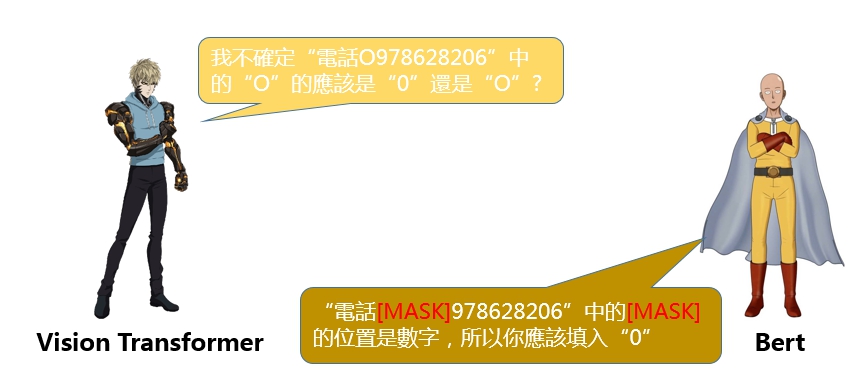 我不確定“電話O978628206”中
的“O”的應該是“0”還是“O”?
“電話[MASK]978628206”中的[MASK]
的位置是數字，所以你應該填入“0”
Vision Transformer
Bert